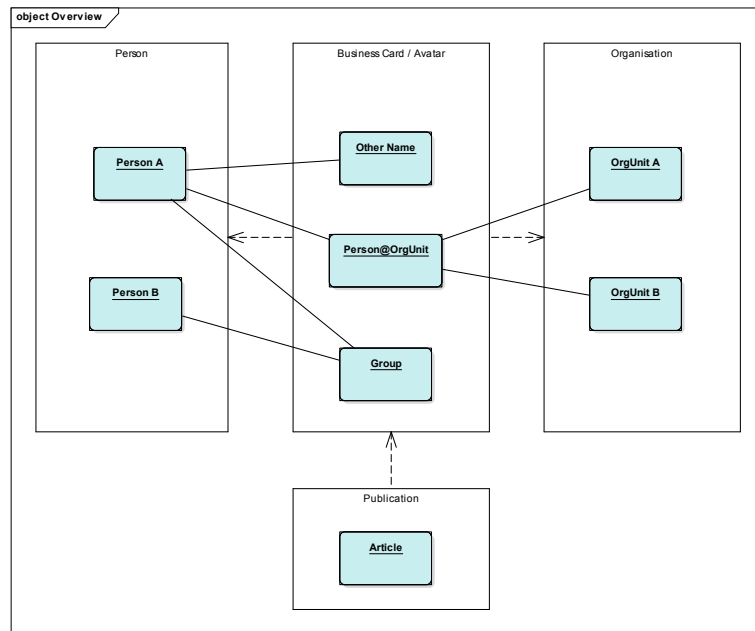 object Overview
Person
Business Card / Avatar
Organisation
Person A
Other Name
OrgUnit A
Person@OrgUnit
Person B
OrgUnit B
Group
Publication
Article